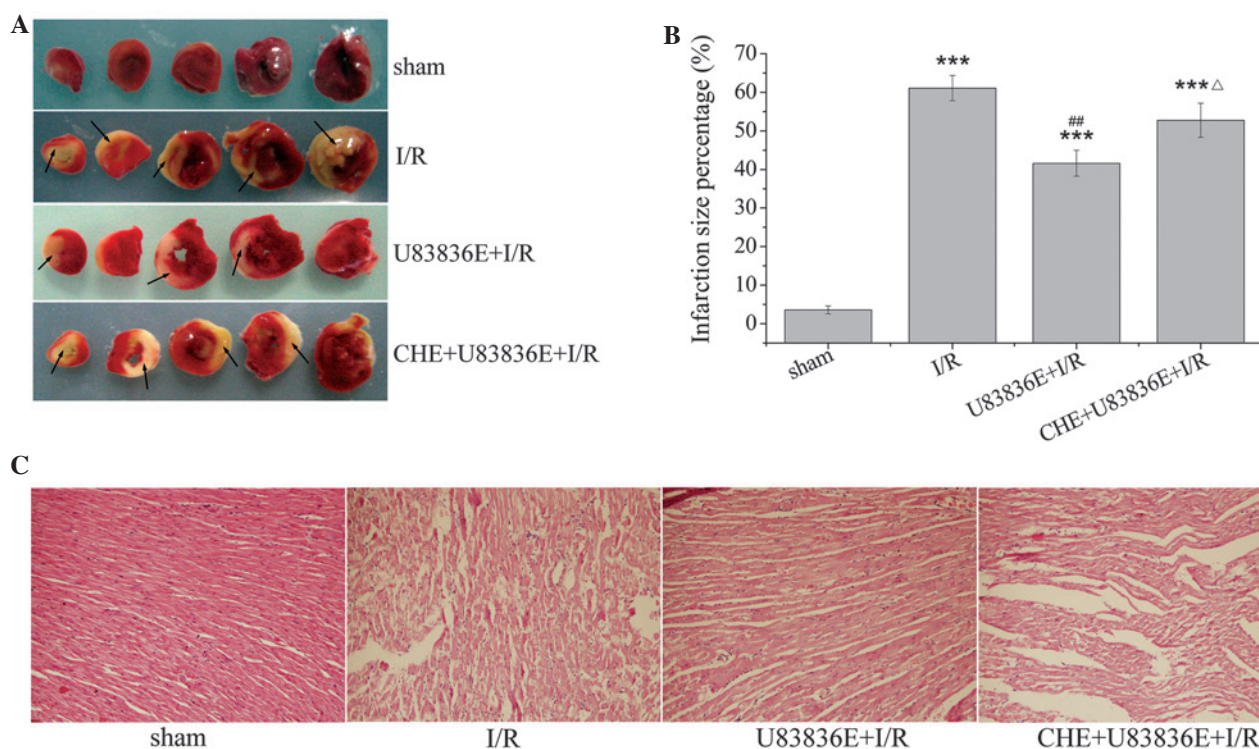 A
sham
I/R
U83836E+I/R
CHE+U83836E+I/R
B
Infarction size percentage (%)
70
60
50
40
30
20
10
0
***
##
***
***△
sham
I/R
U83836E+I/R
CHE+U83836E+I/R
C
sham
I/R
U83836E+I/R
CHE+U83836E+I/R